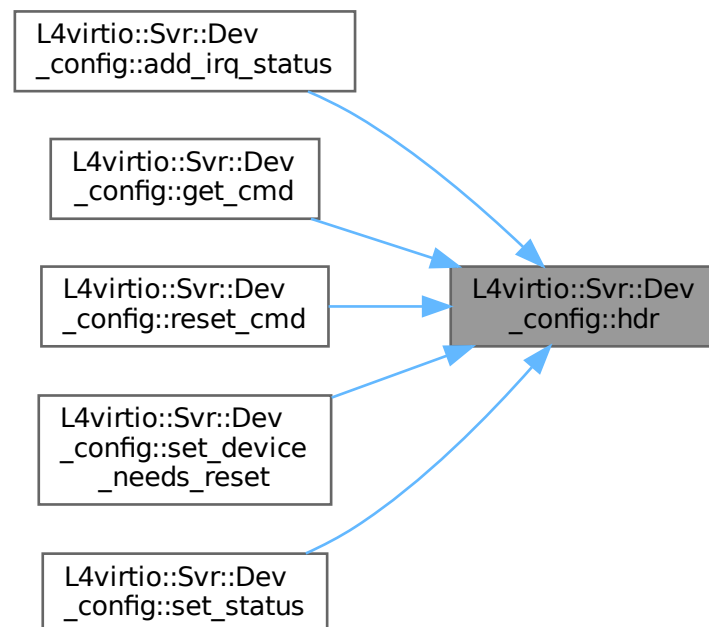 L4virtio::Svr::Dev
_config::add_irq_status
L4virtio::Svr::Dev
_config::get_cmd
L4virtio::Svr::Dev
_config::reset_cmd
L4virtio::Svr::Dev
_config::hdr
L4virtio::Svr::Dev
_config::set_device
_needs_reset
L4virtio::Svr::Dev
_config::set_status